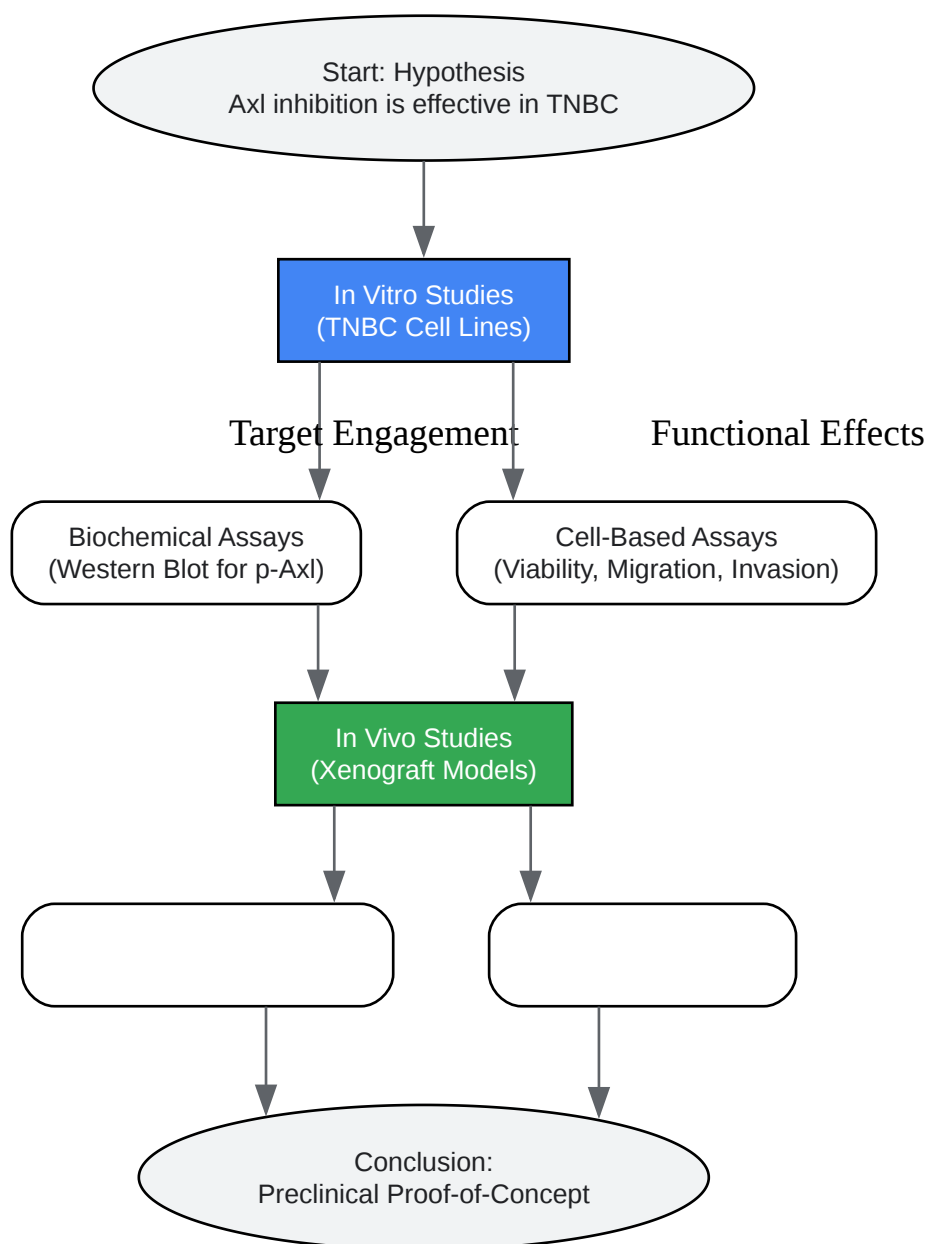 Start: Hypothesis
Axl inhibition is effective in TNBC
In Vitro Studies
(TNBC Cell Lines)
Target Engagement
Functional Effects
Biochemical Assays
(Western Blot for p-Axl)
Cell-Based Assays
(Viability, Migration, Invasion)
In Vivo Studies
(Xenograft Models)
Conclusion:
Preclinical Proof-of-Concept